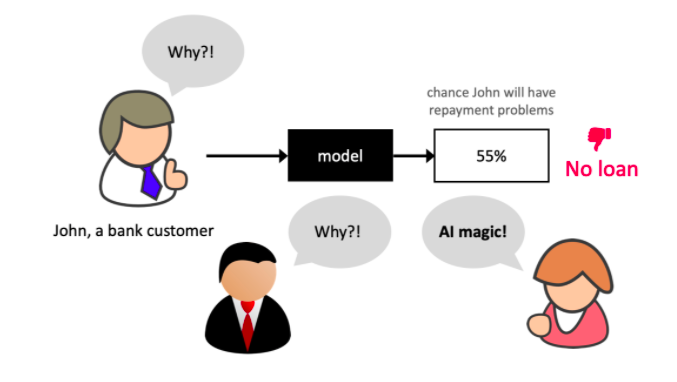 Why?!
chance John will have
repayment problems
model
55%
No loan
John, a bank customer
Why?!
AI magic!